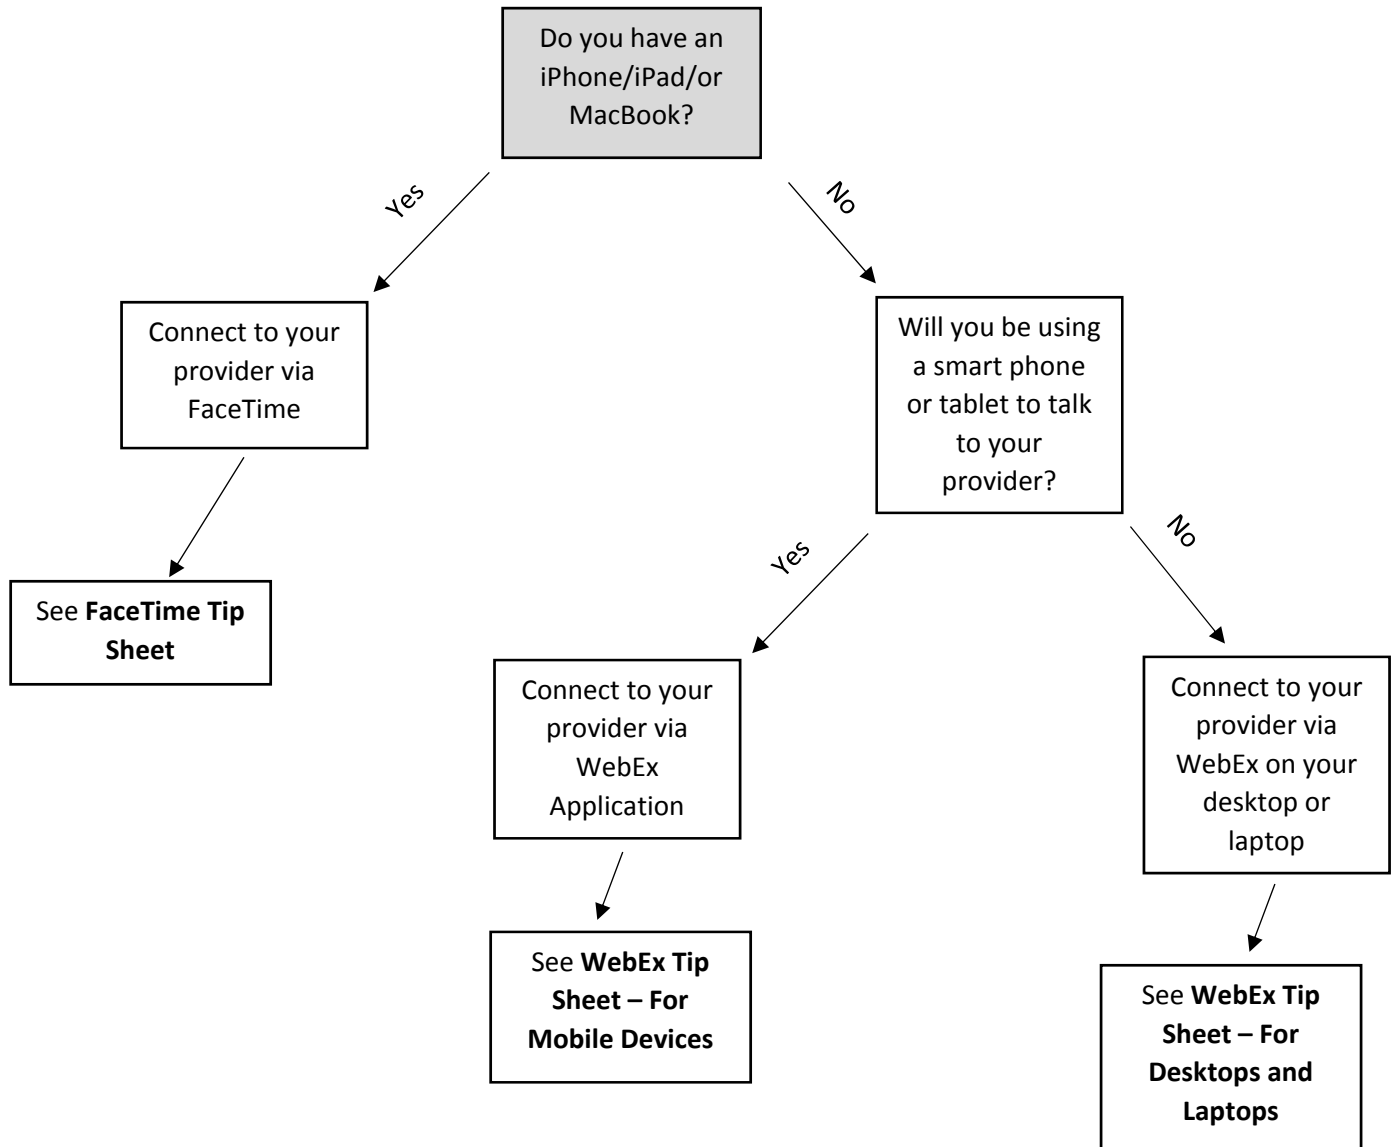 Do you have an
iPhone/iPad/or
MacBook?
Yes
No
Connect to your
provider via
FaceTime
Will you be using
a smart phone
or tablet to talk
to your
provider?
See FaceTime Tip
Sheet
Yes
No
Connect to your
provider via
WebEx
Application
Connect to your
provider via
WebEx on your
desktop or
laptop
See WebEx Tip
Sheet – For
Mobile Devices
See WebEx Tip
Sheet – For
Desktops and
Laptops